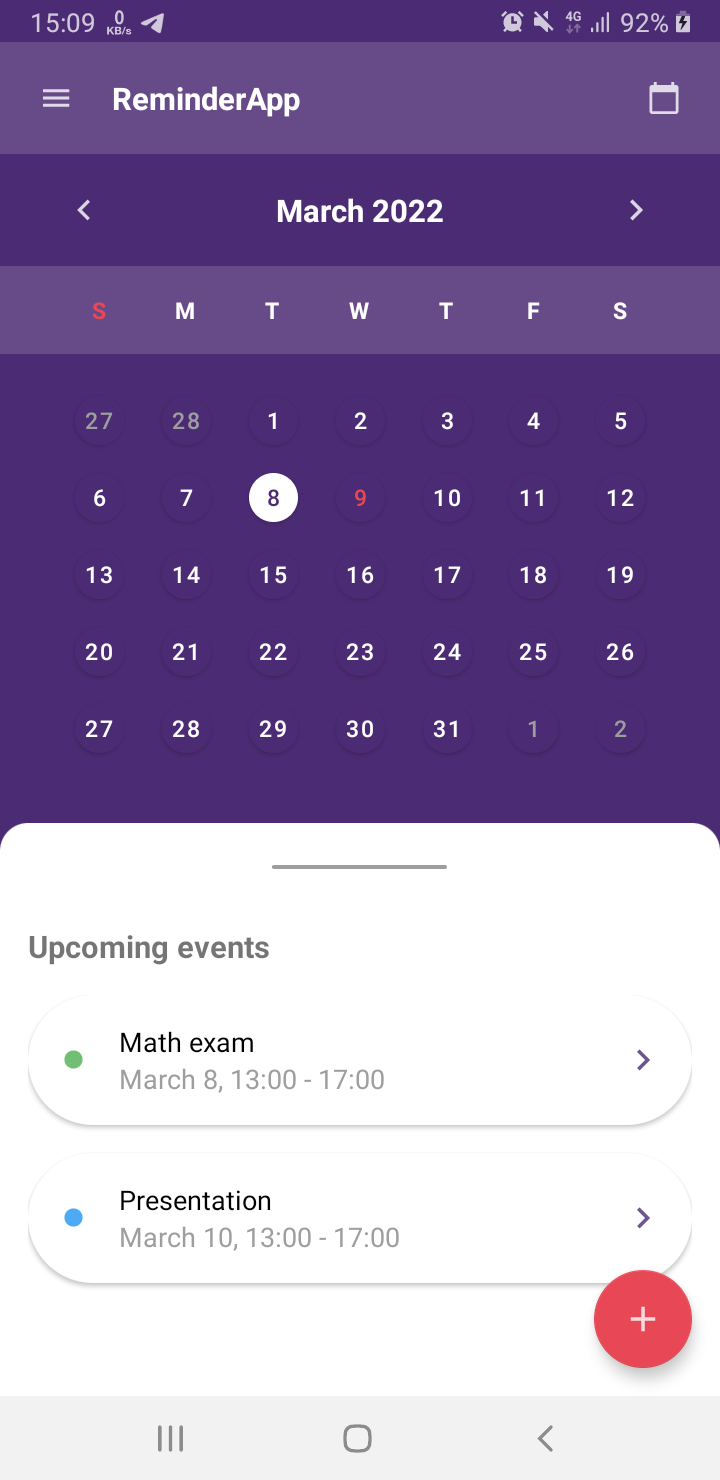 15:09 0 KB/s 4G 92%
ReminderApp
March 2022
S M T W T F S
27 28 1 2 3 4 5
6 7 8 9 10 11 12
13 14 15 16 17 18 19
20 21 22 23 24 25 26
27 28 29 30 31 1 2
Upcoming events
Math exam
March 8, 13:00 - 17:00
Presentation
March 10, 13:00 - 17:00